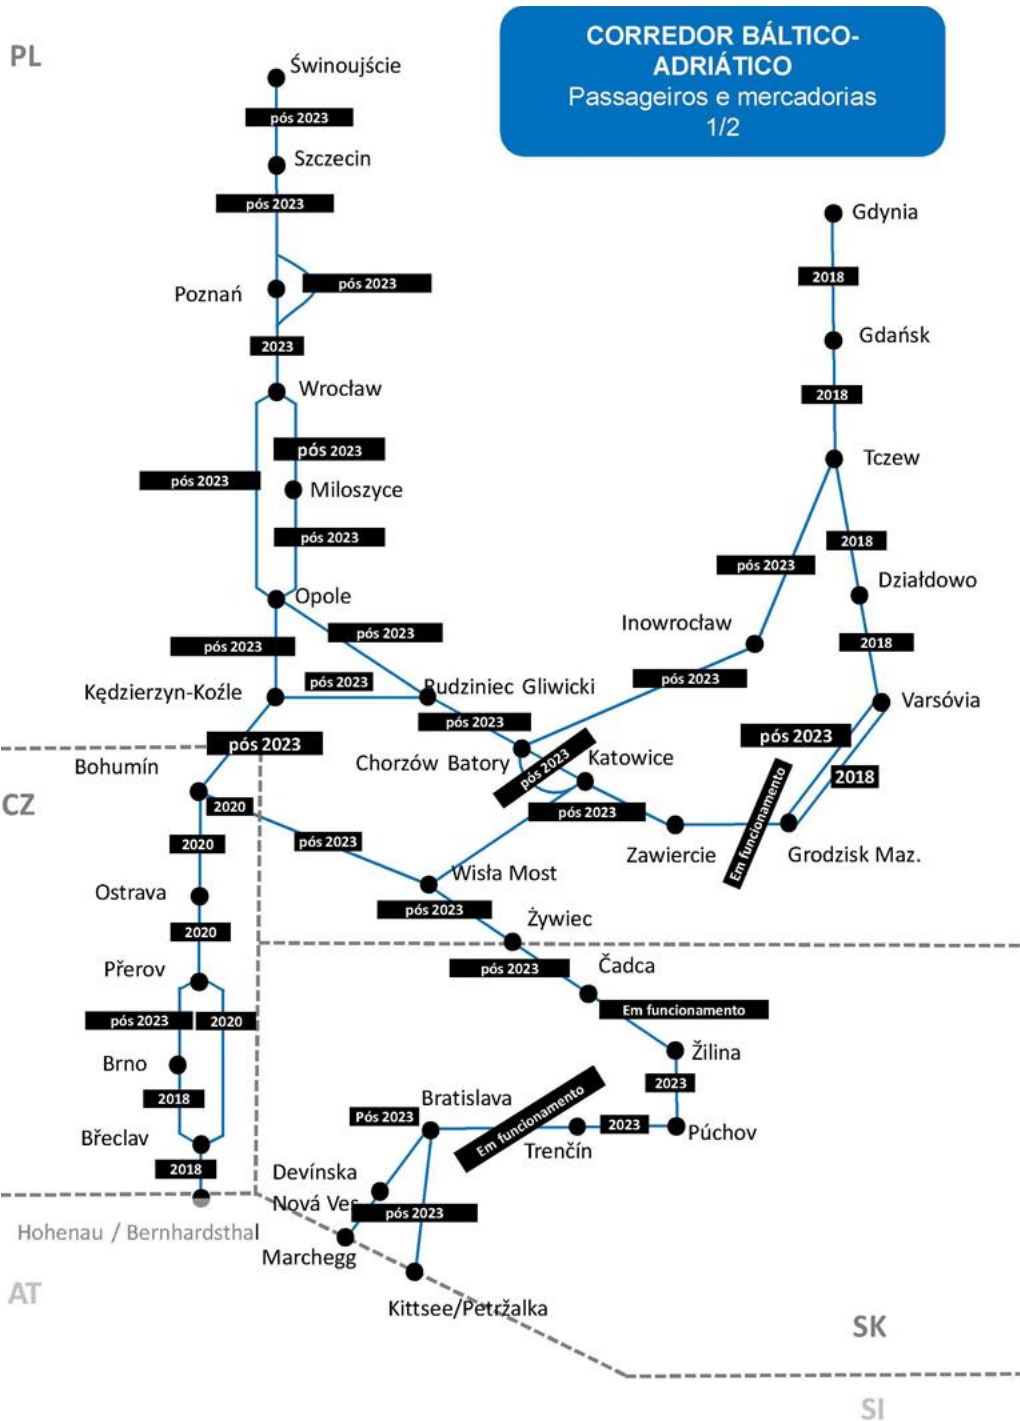 CORREDOR BÁLTICO-
ADRIÁTICO
Passageiros e mercadorias
1/2
PL
Świnoujście
pós 2023
Szczecin
pós 2023
Gdynia
2018
pós 2023
Poznań
Gdańsk
2023
Wrocław
2018
pós 2023
Tczew
pós 2023
Miloszyce
pós 2023
2018
pós 2023
Działdowo
Opole
Inowrocław
pós 2023
2018
pós 2023
pós 2023
pós 2023
Kędzierzyn-Koźle
Rudziniec Gliwicki
Varsóvia
pós 2023
pós 2023
pós 2023
Chorzów Batory
pós 2023
Katowice
Bohumín
2018
CZ
2020
pós 2023
Em funcionamento
2020
pós 2023
Zawiercie
Grodzisk Maz.
Wisła Most
Ostrava
pós 2023
Żywiec
2020
Přerov
pós 2023
Čadca
Em funcionamento
pós 2023
2020
Žilina
Brno
2023
2018
Bratislava
Em funcionamento
Pós 2023
2023
Púchov
Břeclav
Trenčín
2018
Devínska
Nová Ves
pós 2023
Hohenau / Bernhardsthal
Marchegg
AT
Kittsee/Petržalka
SK
SI